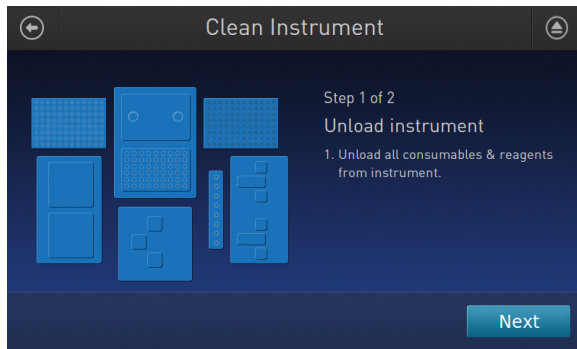 Clean Instrument
Step 1 of 2
Unload instrument
1. Unload all consumables & reagents
from instrument.
Next